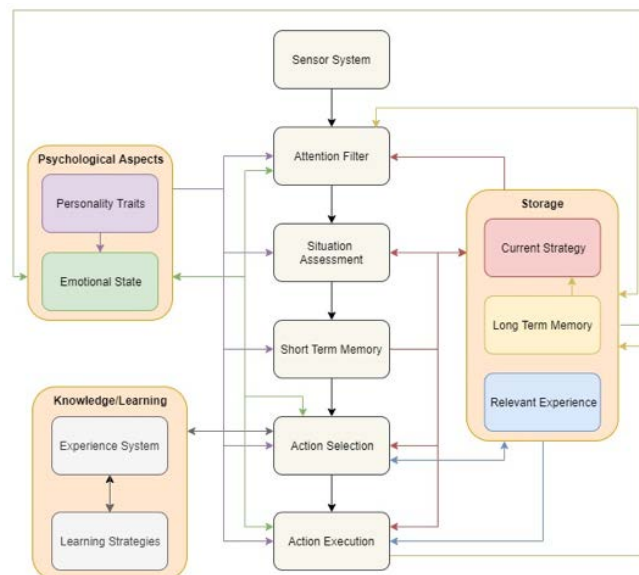 Sensor System
Psychological Aspects
Attention Filter
Personality Traits
Storage
Situation
Assessment
Current Strategy
Emotional State
Long Term Memory
Short Term Memory
Knowledge/Learning
Relevant Experience
Experience System
Action Selection
Learning Strategies
Action Execution